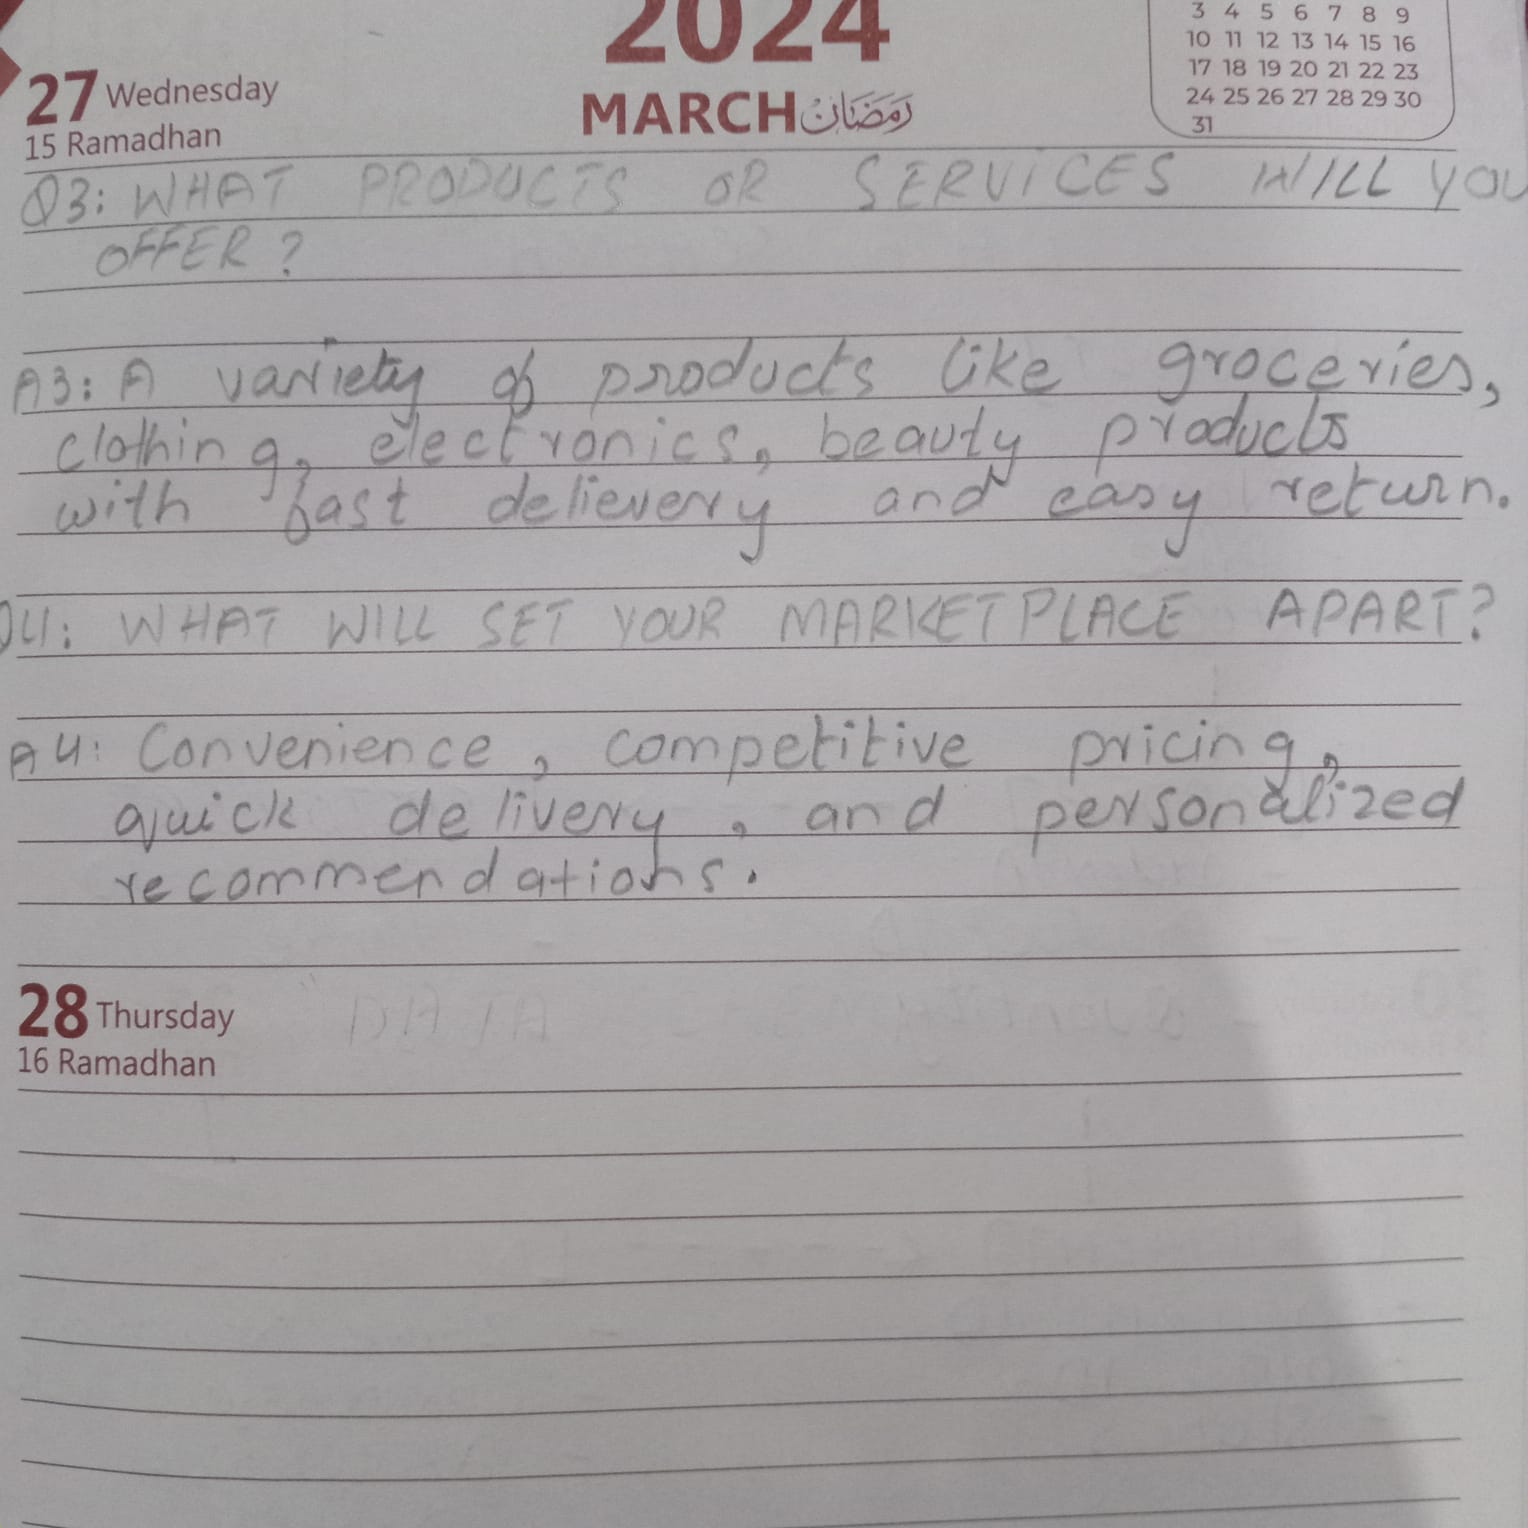 2024
3 4 5 6 7 8 9
10 11 12 13 14 15 16
17 18 19 20 21 22 23
24 25 26 27 28 29 30
31
27 Wednesday
MARCH رَمَضَان
15 Ramadhan
Q3: WHAT PRODUCTS OR SERVICES WILL YOU
OFFER?
A3: A variety of products like groceries,
clothing, electronics, beauty products
with fast delievery and easy return.
Q4: WHAT WILL SET YOUR MARKETPLACE APART?
A4: Convenience, competitive pricing,
quick delivery, and personalized
recommendations.
28 Thursday
16 Ramadhan